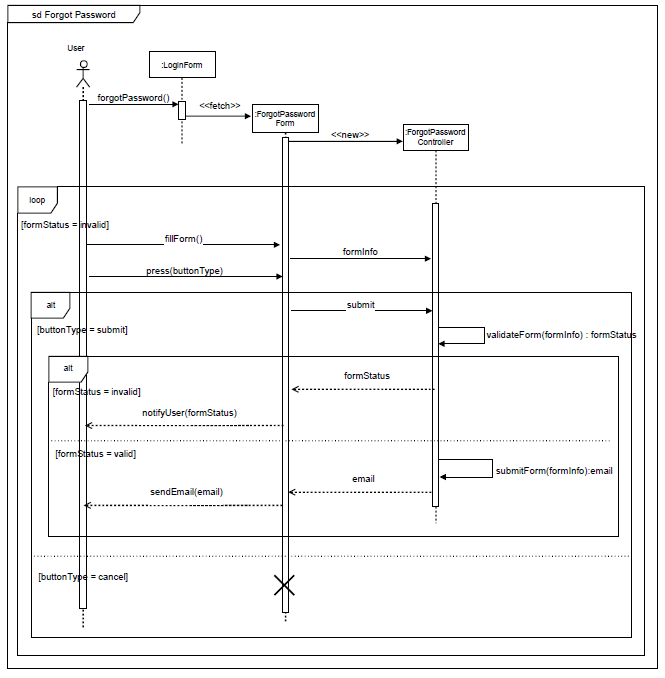 sd Forgot Password
User
:LoginForm
forgotPassword()
<<fetch>>
:ForgotPassword
Form
<<new>>
:ForgotPassword
Controller
loop
[formStatus = invalid]
fillForm()
formInfo
press(buttonType)
alt
submit
[buttonType = submit]
validateForm(formInfo) : formStatus
alt
formStatus
[formStatus = invalid]
notifyUser(formStatus)
[formStatus = valid]
submitForm(formInfo):email
email
sendEmail(email)
[buttonType = cancel]